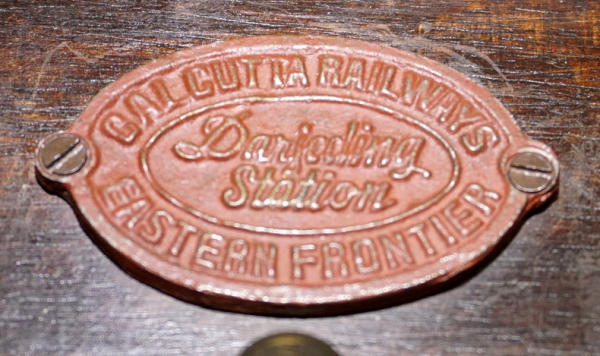 CALCUTTA RAILWAYS
Darjeeling
Station
EASTERN FRONTIER